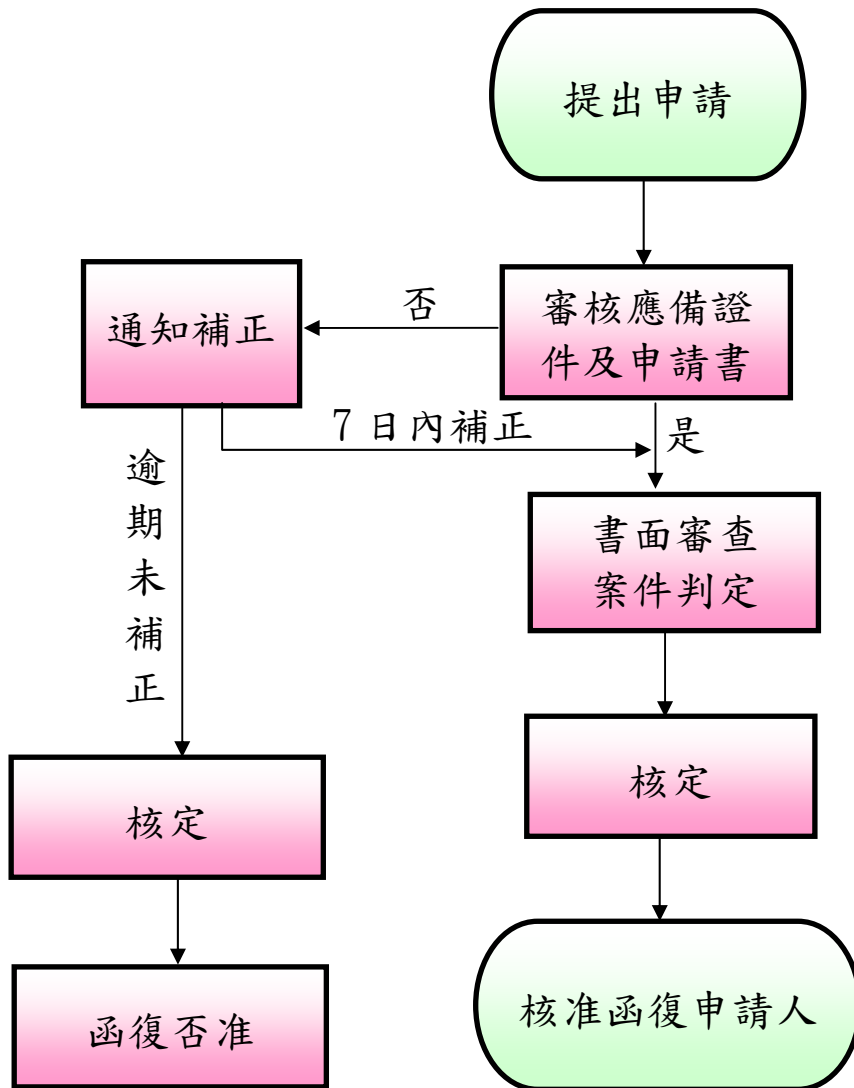 提出申請
審核應備證
件及申請書
否
通知補正
7日內補正
是
逾期未補正
書面審查
案件判定
核定
核定
函復否准
核准函復申請人